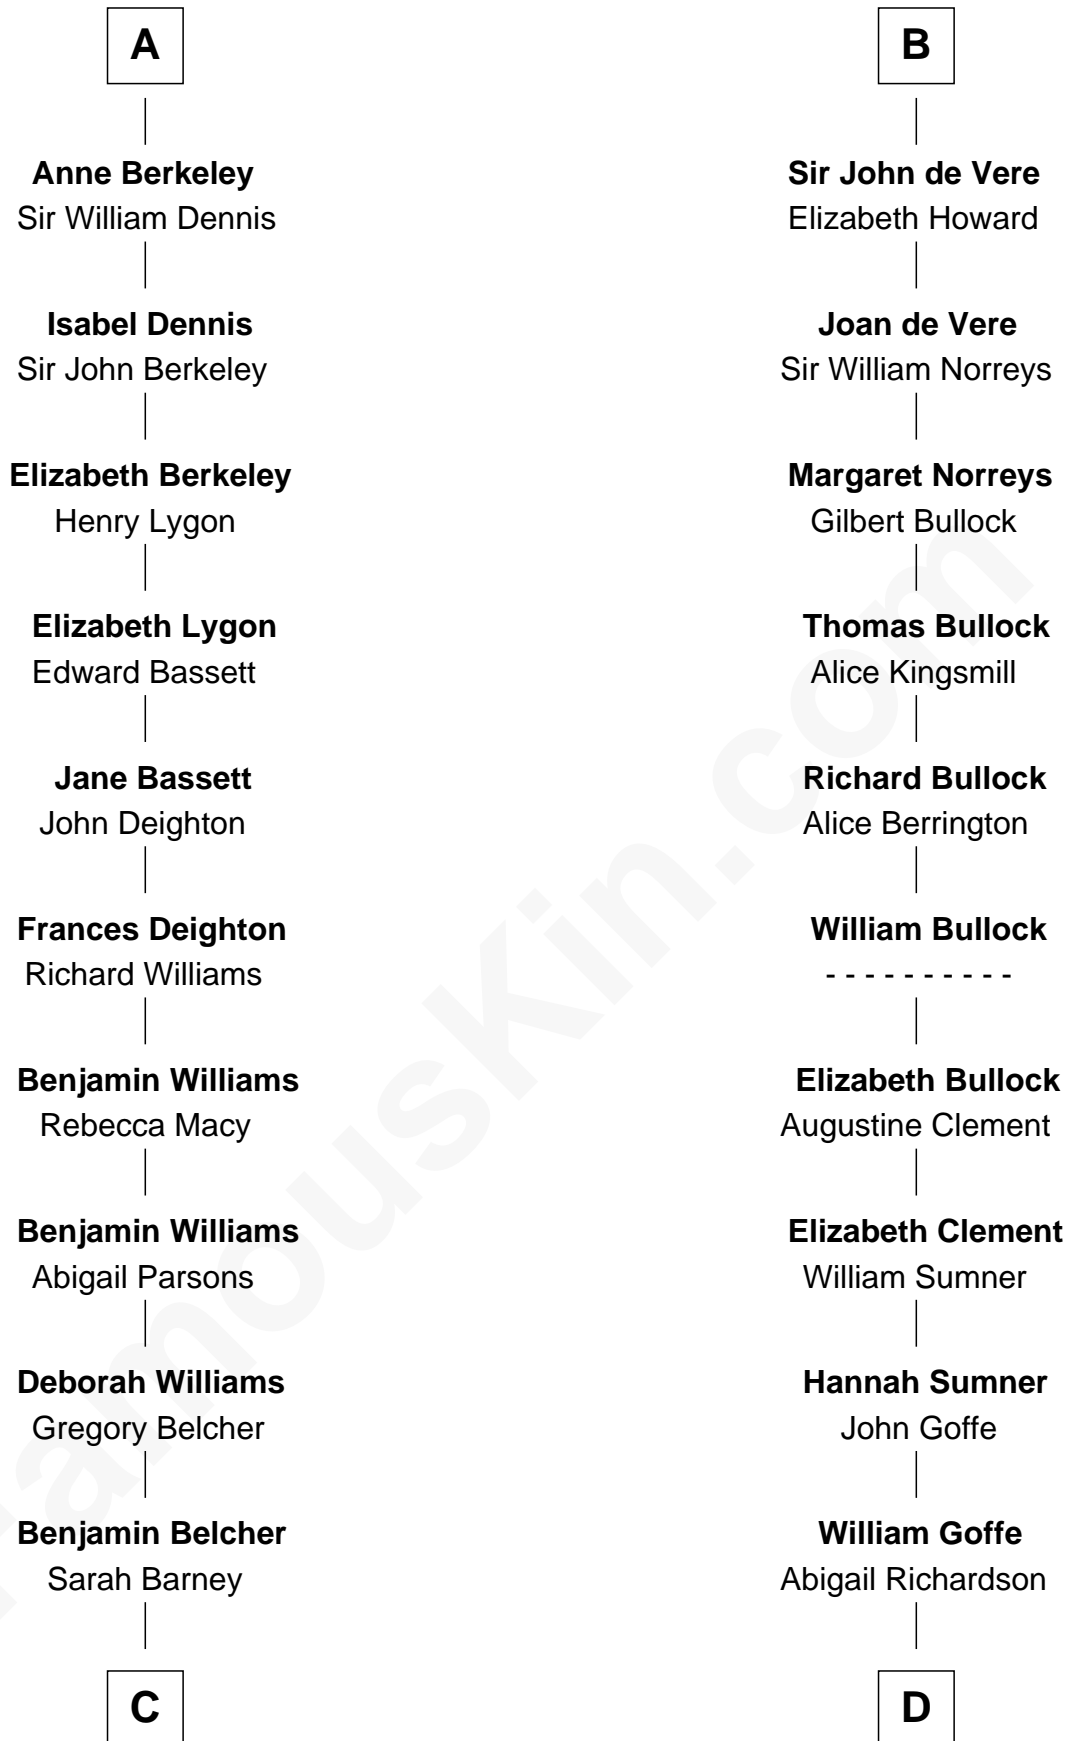 A
Anne Berkeley
Sir William Dennis
Isabel Dennis
Sir John Berkeley
Elizabeth Berkeley
Henry Lygon
Elizabeth Lygon
Edward Bassett
Jane Bassett
John Deighton
Frances Deighton
Richard Williams
Benjamin Williams
Rebecca Macy
Benjamin Williams
Abigail Parsons
Deborah Williams
Gregory Belcher
Benjamin Belcher
Sarah Barney
C
B
Sir John de Vere
Elizabeth Howard
Joan de Vere
Sir William Norreys
Margaret Norreys
Gilbert Bullock
Thomas Bullock
Alice Kingsmill
Richard Bullock
Alice Berrington
William Bullock
- - - - - - - - - -
Elizabeth Bullock
Augustine Clement
Elizabeth Clement
William Sumner
Hannah Sumner
John Goffe
William Goffe
Abigail Richardson
D
FamousKin.com